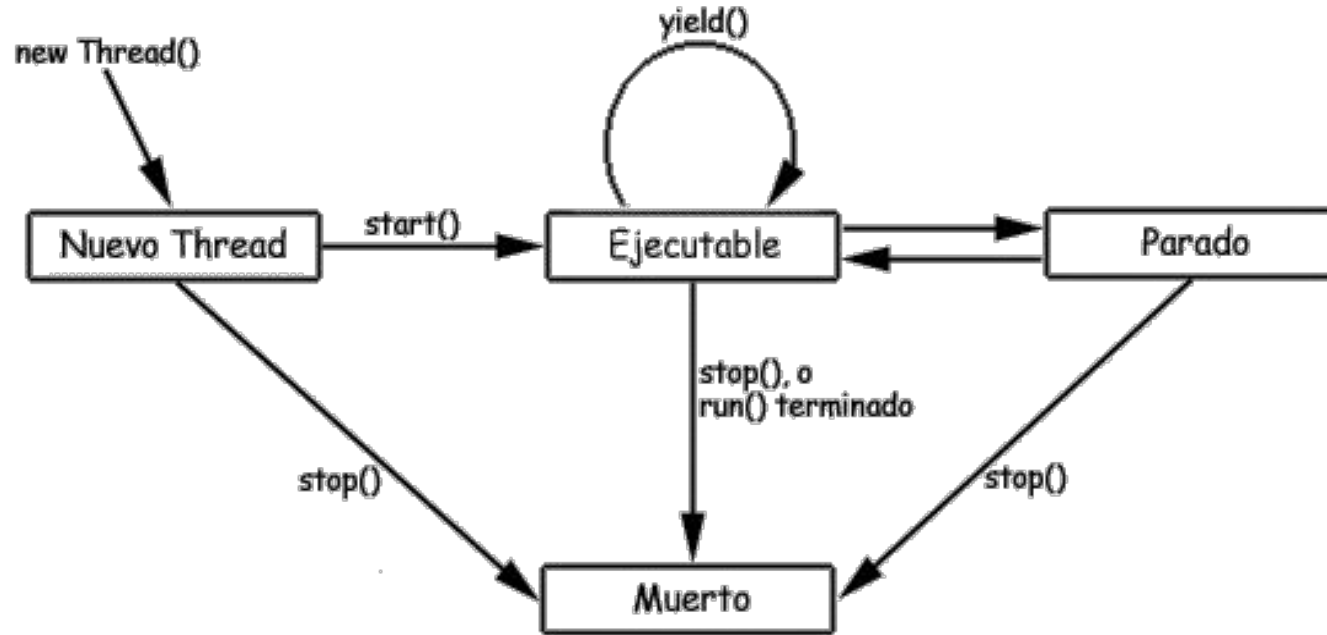 yield()
new Thread()
Nuevo Thread
start()
Ejecutable
Parado
stop(), o
run() terminado
stop()
stop()
Muerto